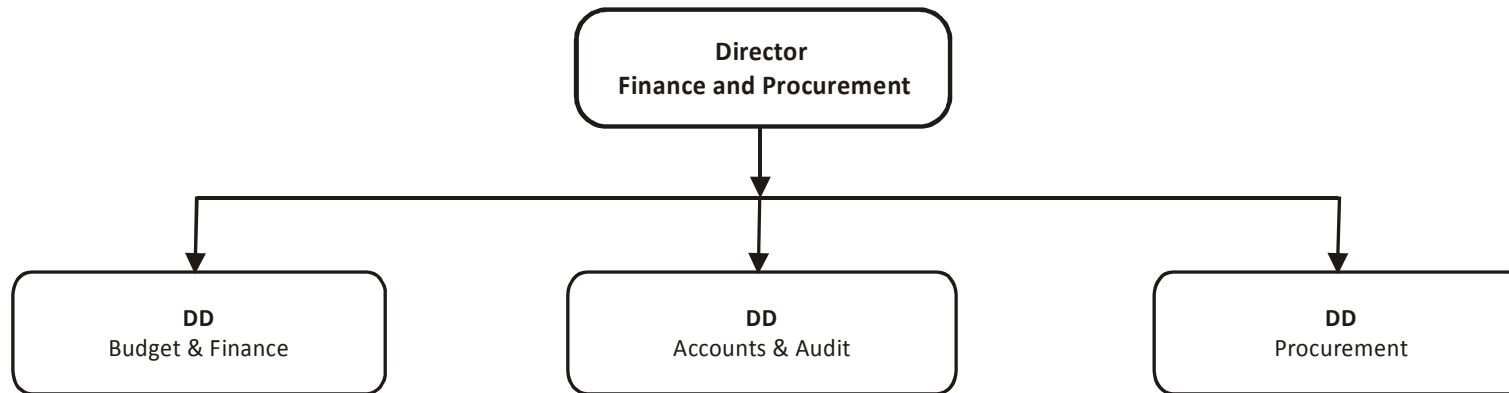 Director
Finance and Procurement
DD
Budget & Finance
DD
Accounts & Audit
DD
Procurement